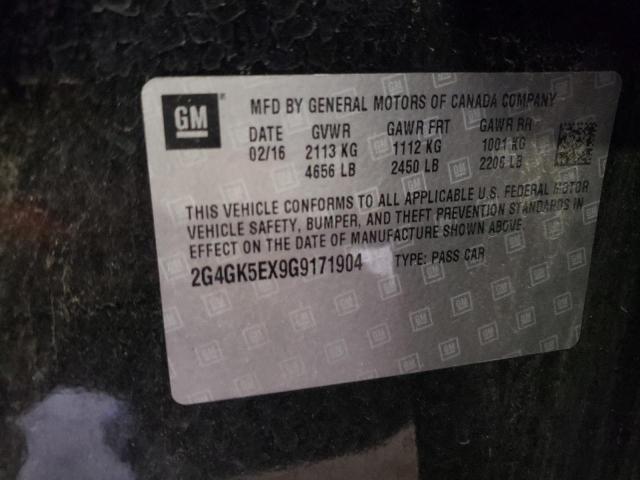 GM
MFD BY GENERAL MOTORS OF CANADA COMPANY
DATE GVWR GAWR FRT GAWR RR
02/16 2113 KG 1112 KG 1001 KG
4656 LB 2450 LB 2206 LB
THIS VEHICLE CONFORMS TO ALL APPLICABLE U.S. FEDERAL MOTOR
VEHICLE SAFETY, BUMPER, AND THEFT PREVENTION STANDARDS IN
EFFECT ON THE DATE OF MANUFACTURE SHOWN ABOVE.
2G4GK5EX9G9171904 TYPE: PASS CAR